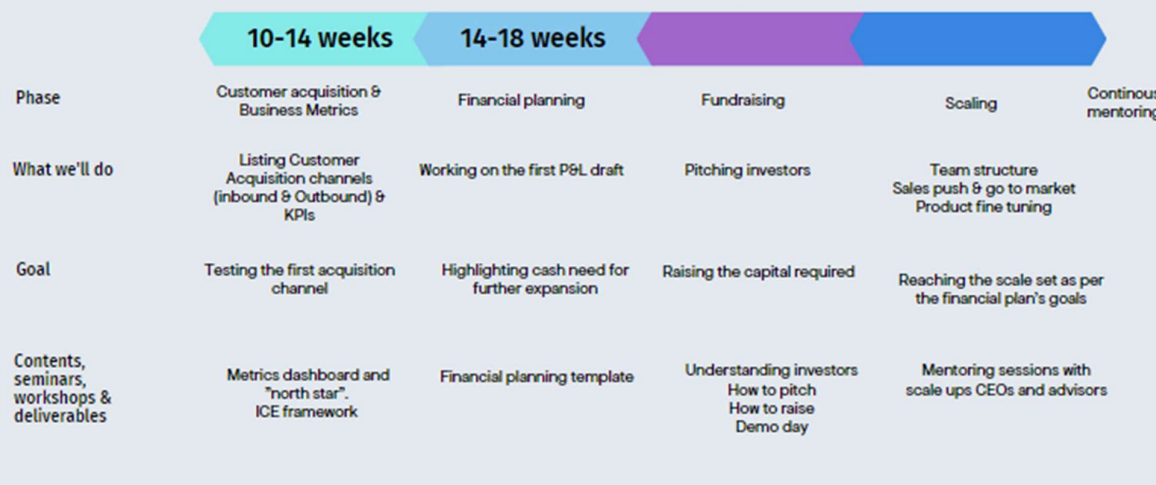 10-14 weeks
14-18 weeks
Phase
Customer acquisition &
Business Metrics
Financial planning
Fundraising
Scaling
Continous
mentoring
What we'll do
Listing Customer
Acquisition channels
(inbound & Outbound) &
KPIs
Working on the first P&L draft
Pitching investors
Team structure
Sales push & go to market
Product fine tuning
Goal
Testing the first acquisition
channel
Highlighting cash need for
further expansion
Raising the capital required
Reaching the scale set as per
the financial plan's goals
Contents,
seminars,
workshops &
deliverables
Metrics dashboard and
"north star".
ICE framework
Financial planning template
Understanding investors
How to pitch
How to raise
Demo day
Mentoring sessions with
scale ups CEOs and advisors